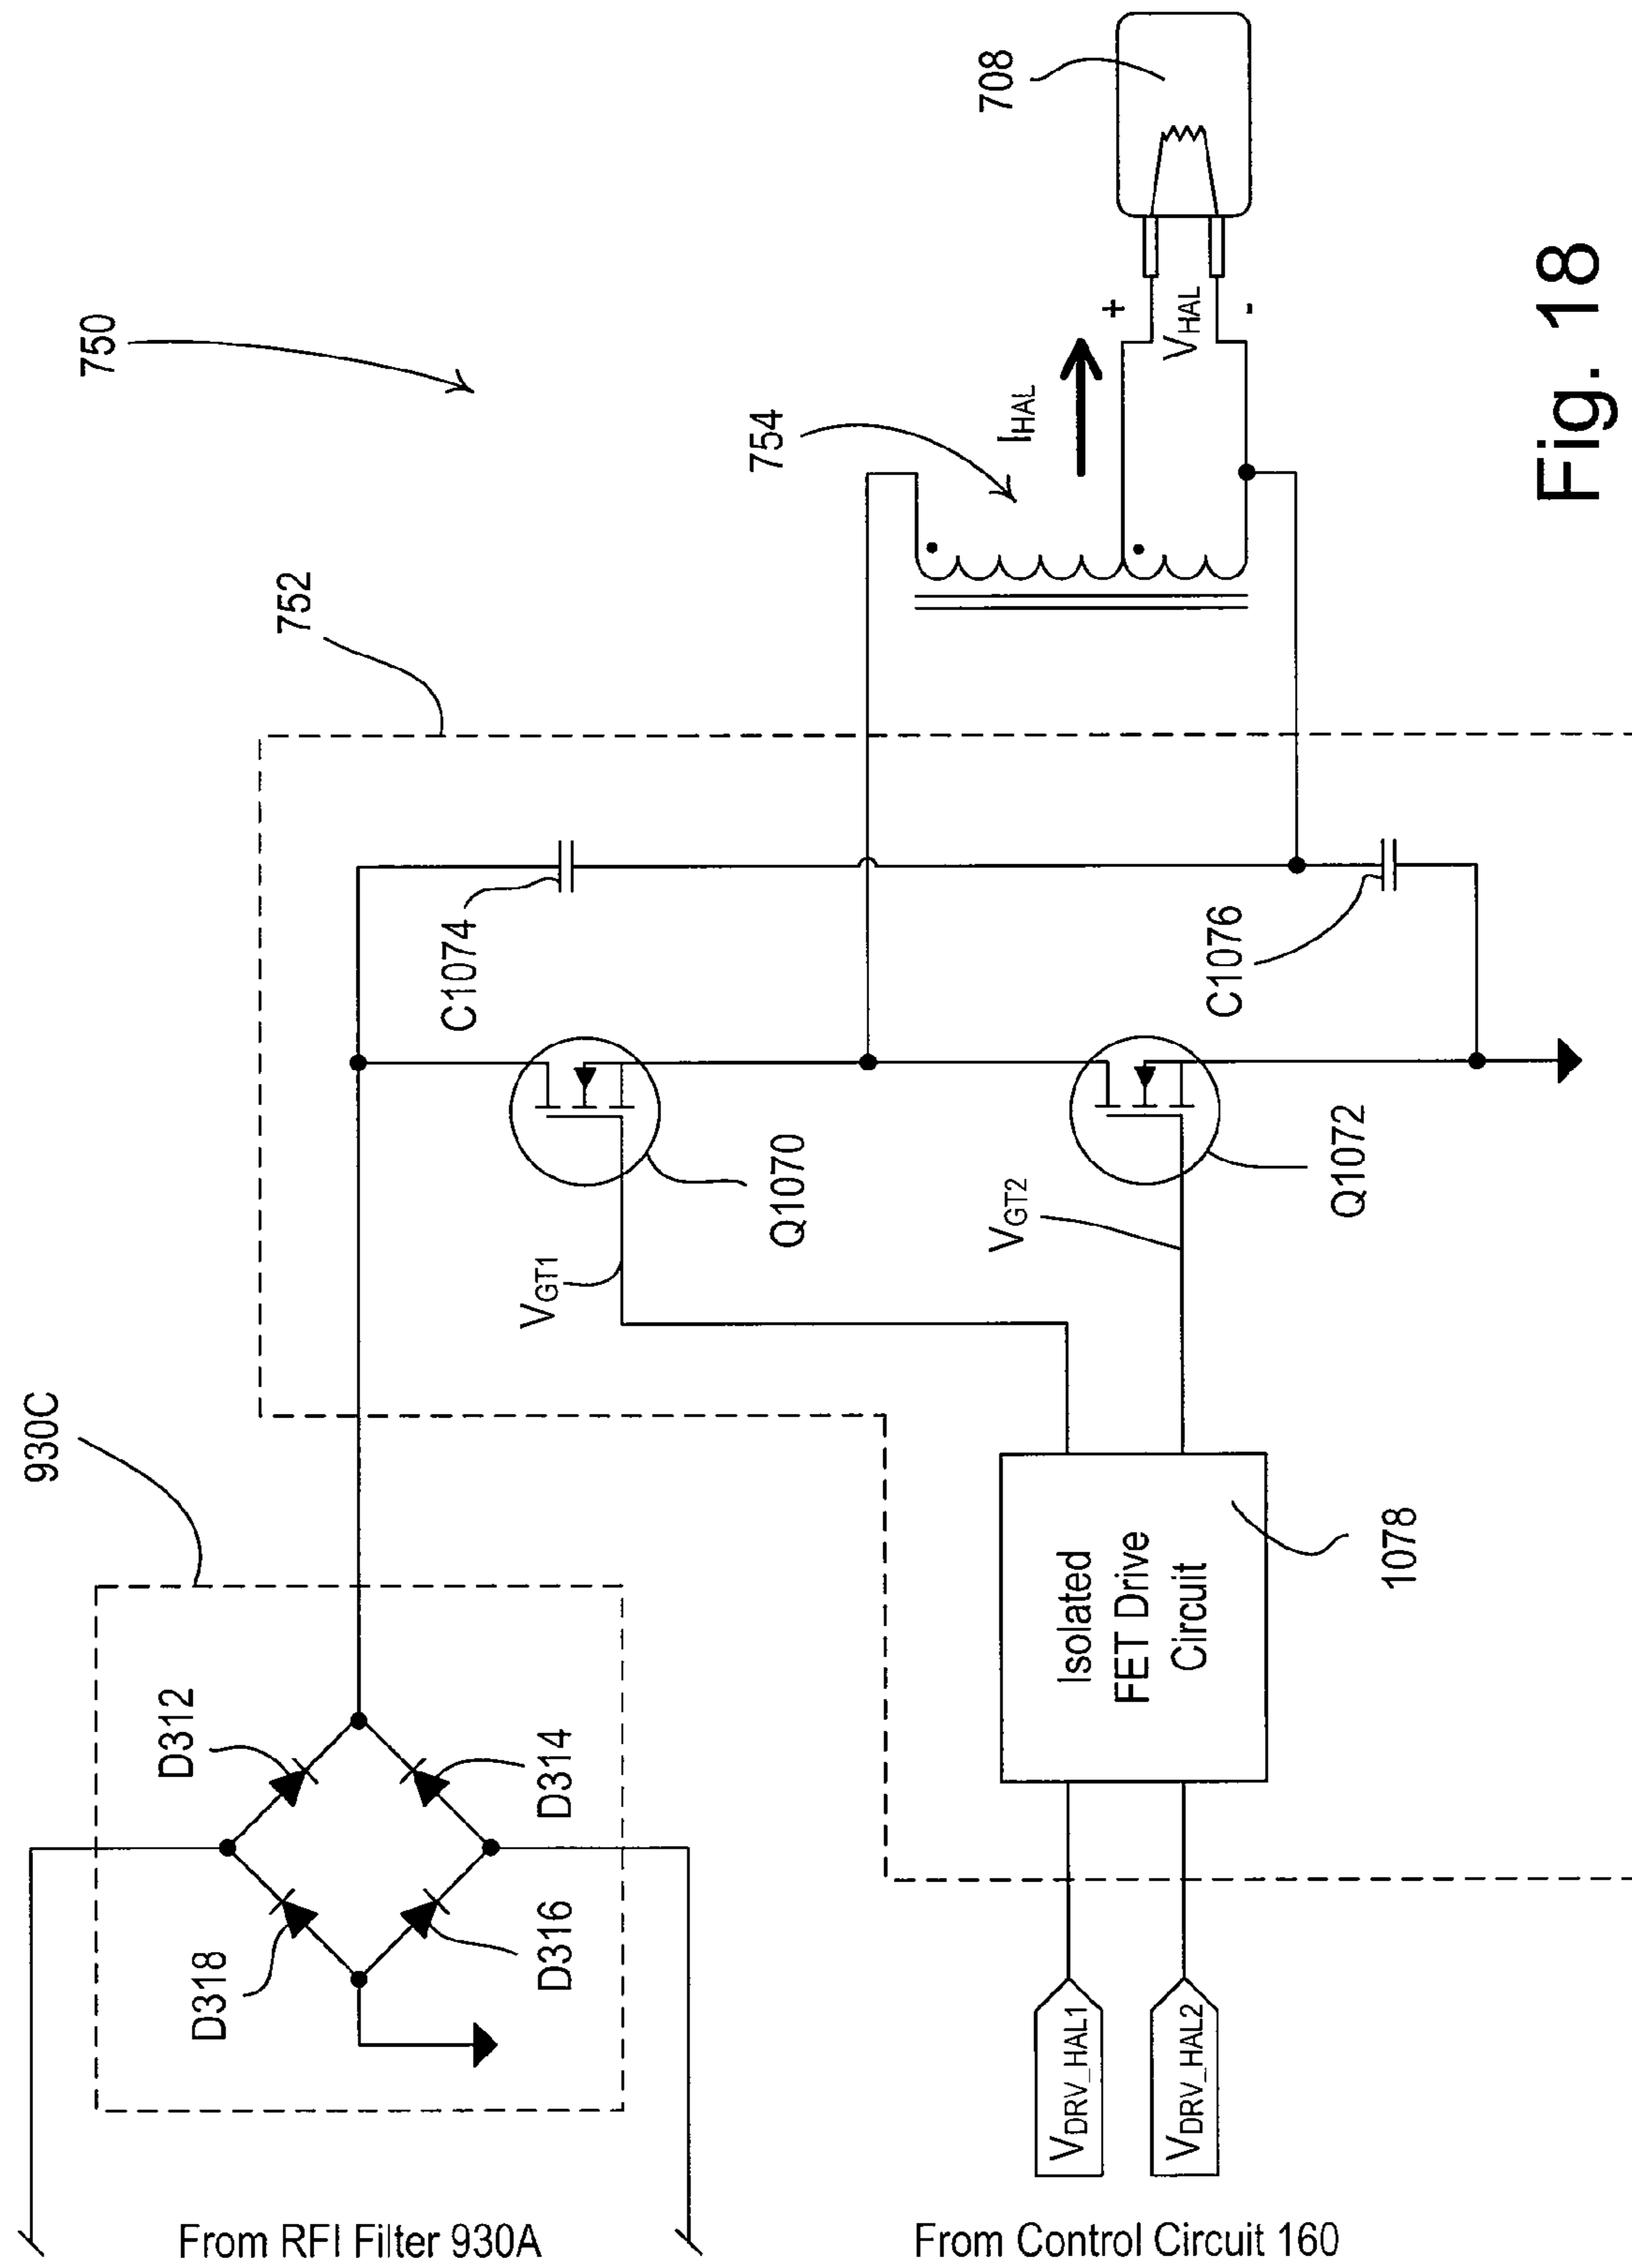 750
930C
752
D312
D314
D318
D316
C1074
754
708
I_HAL
+
V_HAL
-
V_GT1
Q1070
V_GT2
C1076
Q1072
Isolated
FET Drive
Circuit
1078
V_DRV_HAL1
V_DRV_HAL2
From RFI Filter 930A
From Control Circuit 160
Fig. 18